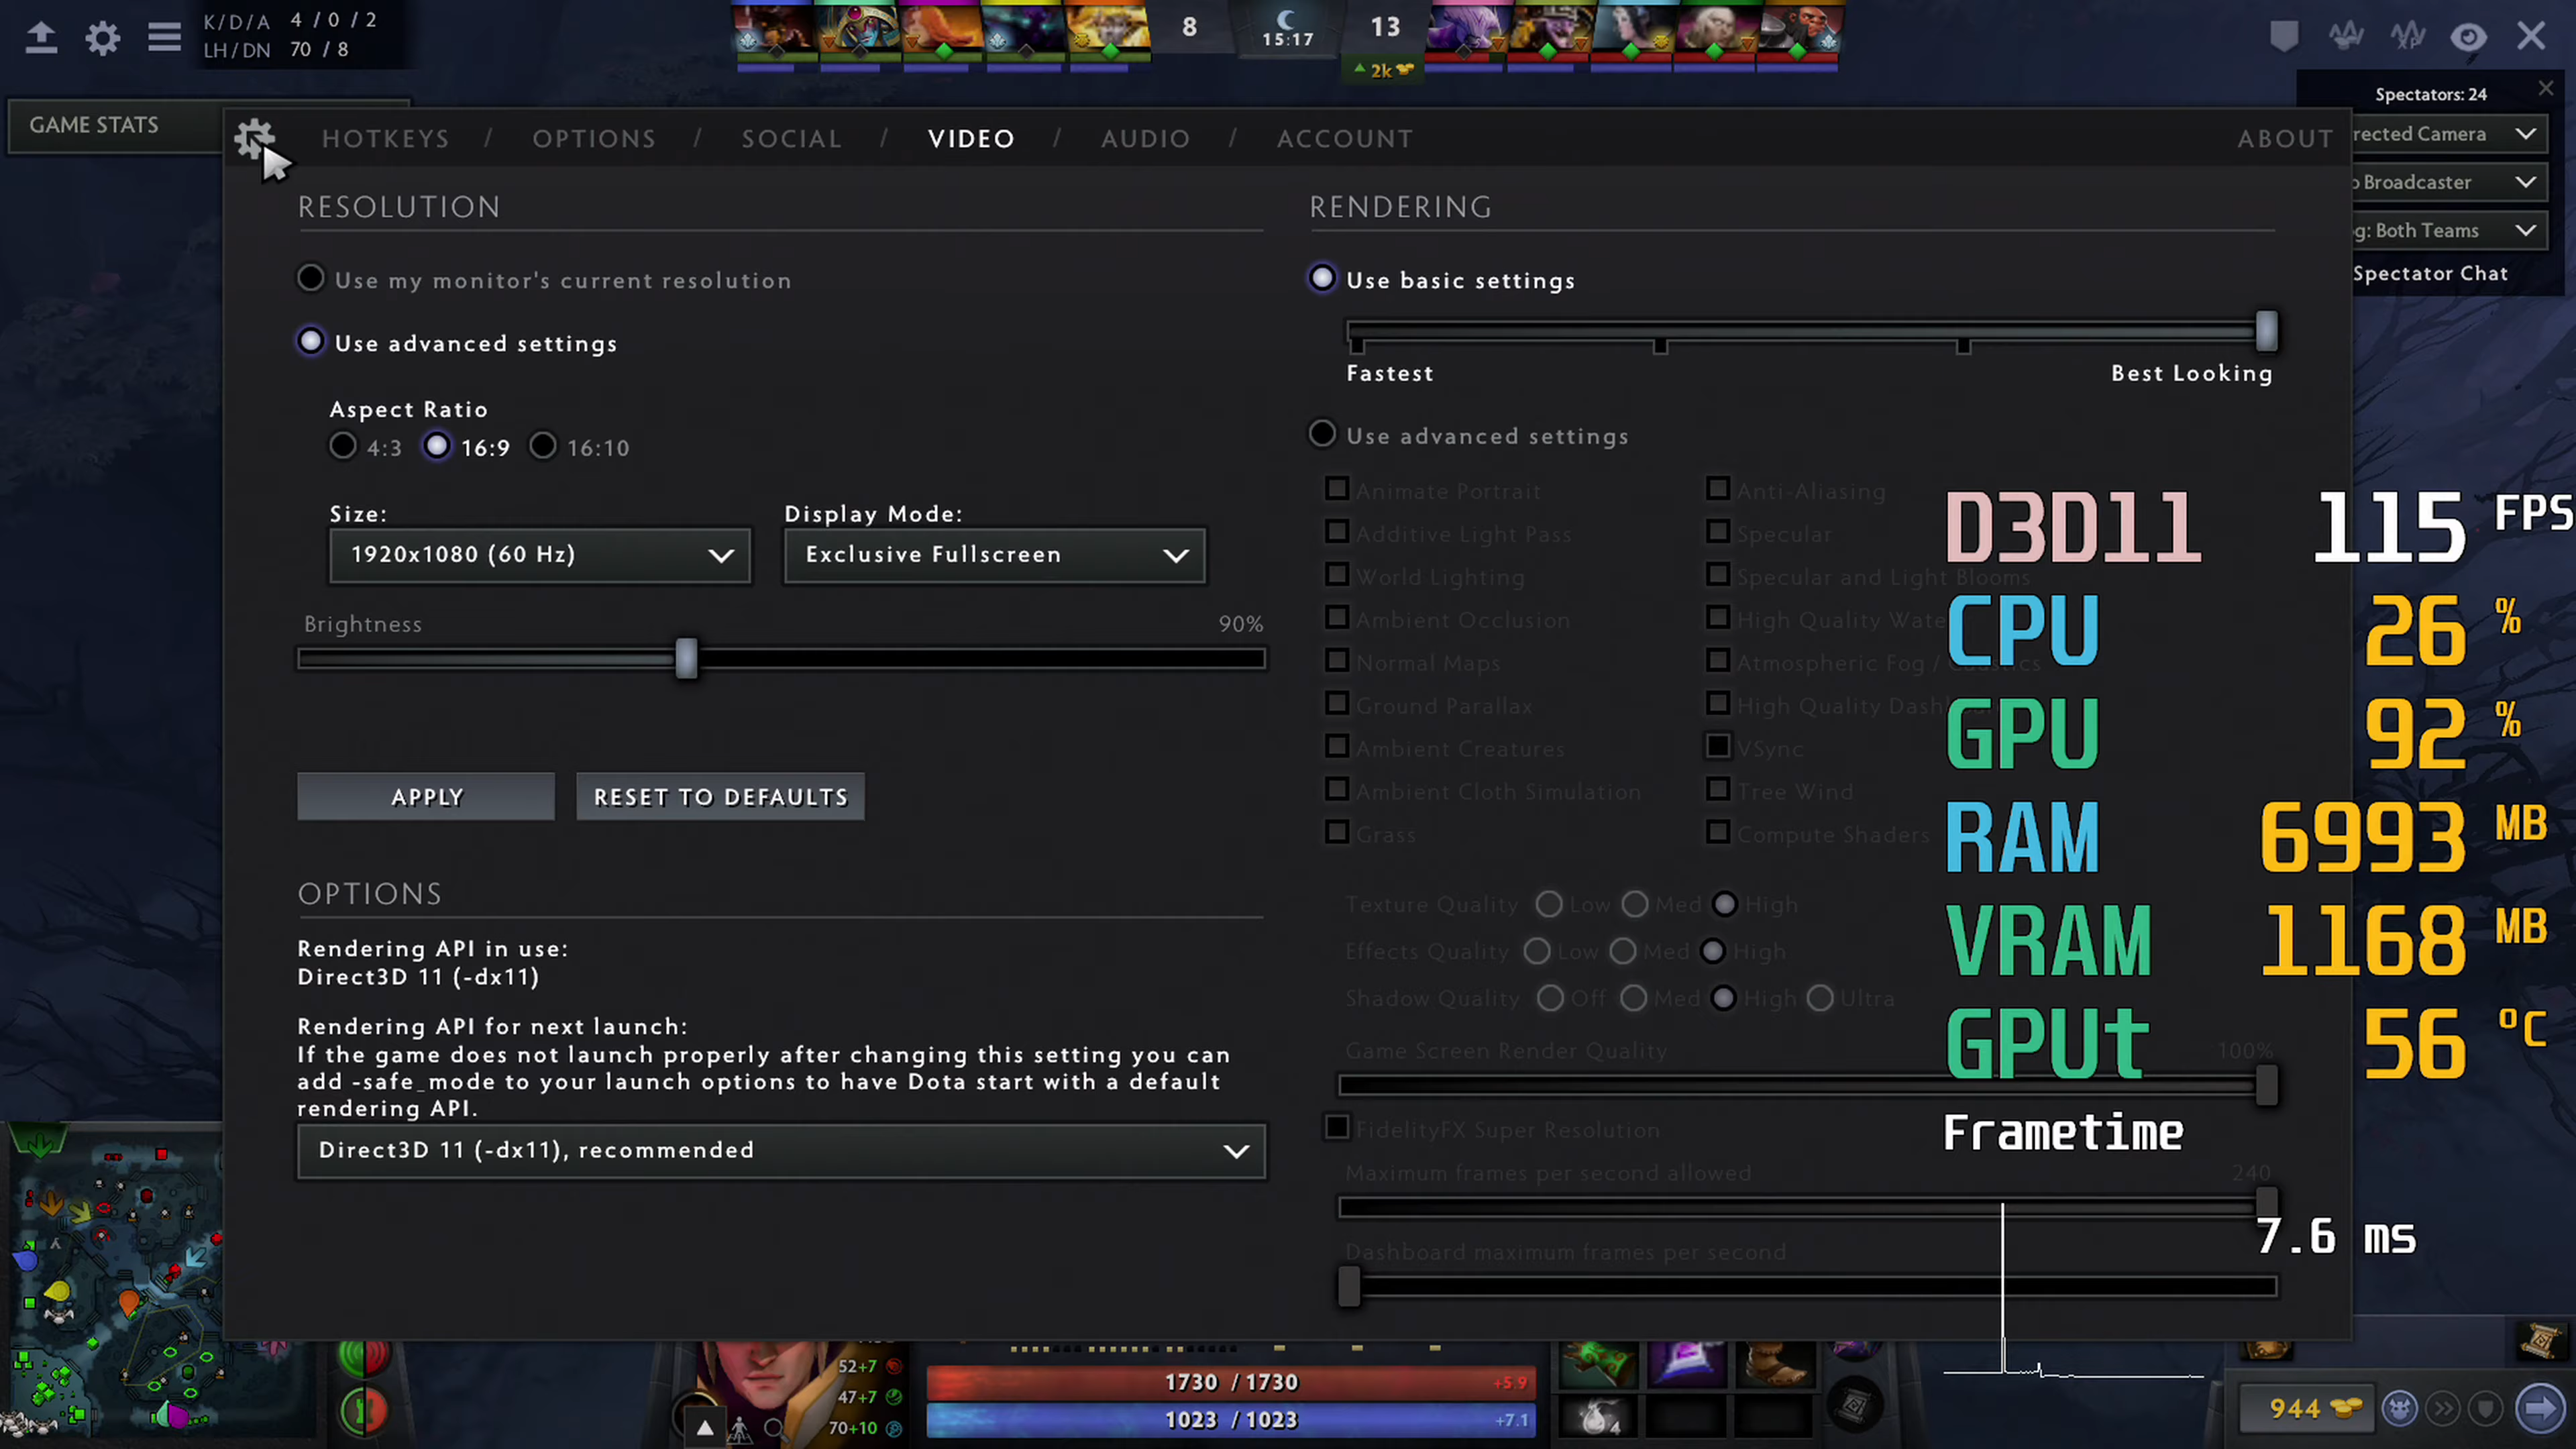 K/D/A 4 / 0 / 2
LH/DN 70 / 8
8
15:17
13
2k
GAME STATS
Spectators: 24
rected Camera
o Broadcaster
g: Both Teams
Spectator Chat
HOTKEYS / OPTIONS / SOCIAL / VIDEO / AUDIO / ACCOUNT
ABOUT
RESOLUTION
Use my monitor's current resolution
Use advanced settings
Aspect Ratio
4:3 16:9 16:10
Size:
1920x1080 (60 Hz)
Display Mode:
Exclusive Fullscreen
Brightness 90%
APPLY
RESET TO DEFAULTS
OPTIONS
Rendering API in use:
Direct3D 11 (-dx11)
Rendering API for next launch:
If the game does not launch properly after changing this setting you can
add -safe_mode to your launch options to have Dota start with a default
rendering API.
Direct3D 11 (-dx11), recommended
RENDERING
Use basic settings
Fastest Best Looking
Use advanced settings
Animate Portrait
Additive Light Pass
World Lighting
Ambient Occlusion
Normal Maps
Ground Parallax
Ambient Creatures
Ambient Cloth Simulation
Grass
Anti-Aliasing
Specular
Specular and Light Blooms
High Quality Wate
Atmospheric Fog / Caustics
High Quality Dashboa
VSync
Tree Wind
Compute Shaders
Texture Quality Low Med High
Effects Quality Low Med High
Shadow Quality Off Med High Ultra
Game Screen Render Quality 100%
FidelityFX Super Resolution
Maximum frames per second allowed 240
Dashboard maximum frames per second
D3D11 115 FPS
CPU 26 %
GPU 92 %
RAM 6993 MB
VRAM 1168 MB
GPUt 56 °C
Frametime
7.6 ms
52+7
47+7
70+10
1730 / 1730 +5.9
1023 / 1023 +7.1
4
944